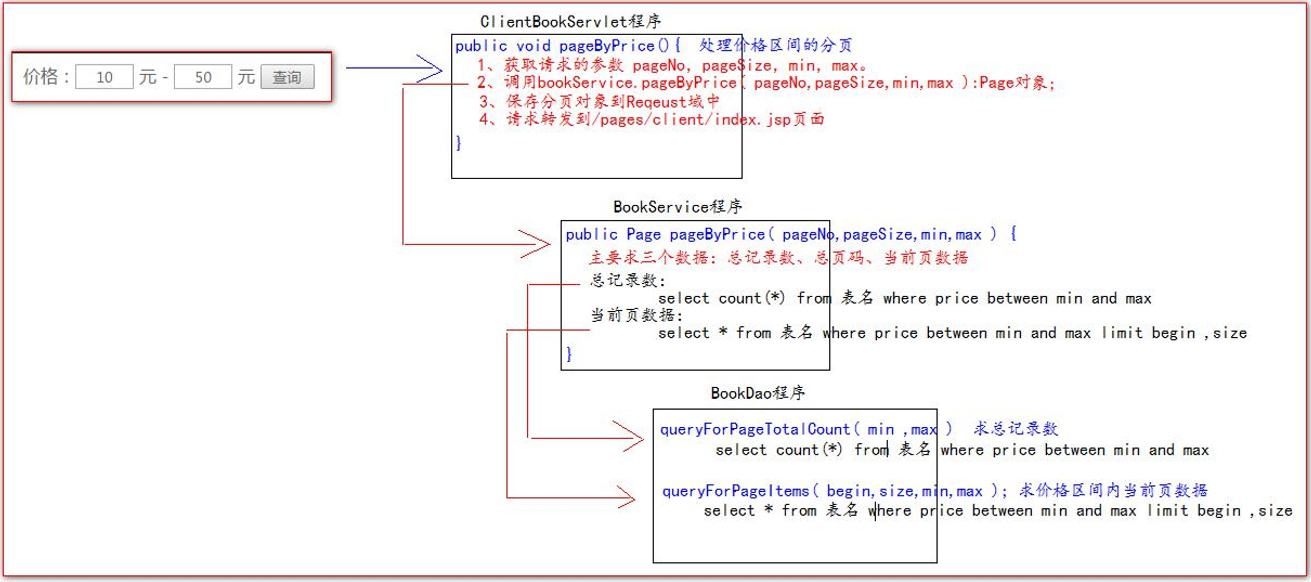 ClientBookServlet程序
public void pageByPrice(){ 处理价格区间的分页
1、获取请求的参数 pageNo, pageSize, min, max。
2、调用bookService.pageByPrice( pageNo,pageSize,min,max ):Page对象;
3、保存分页对象到Reqeust域中
4、请求转发到/pages/client/index.jsp页面
}
价格: 10 元 - 50 元 查询
BookService程序
public Page pageByPrice( pageNo,pageSize,min,max ) {
主要求三个数据: 总记录数、总页码、当前页数据
总记录数:
select count(*) from 表名 where price between min and max
当前页数据:
select * from 表名 where price between min and max limit begin ,size
}
BookDao程序
queryForPageTotalCount( min ,max ) 求总记录数
select count(*) from 表名 where price between min and max
queryForPageItems( begin,size,min,max ); 求价格区间内当前页数据
select * from 表名 where price between min and max limit begin ,size